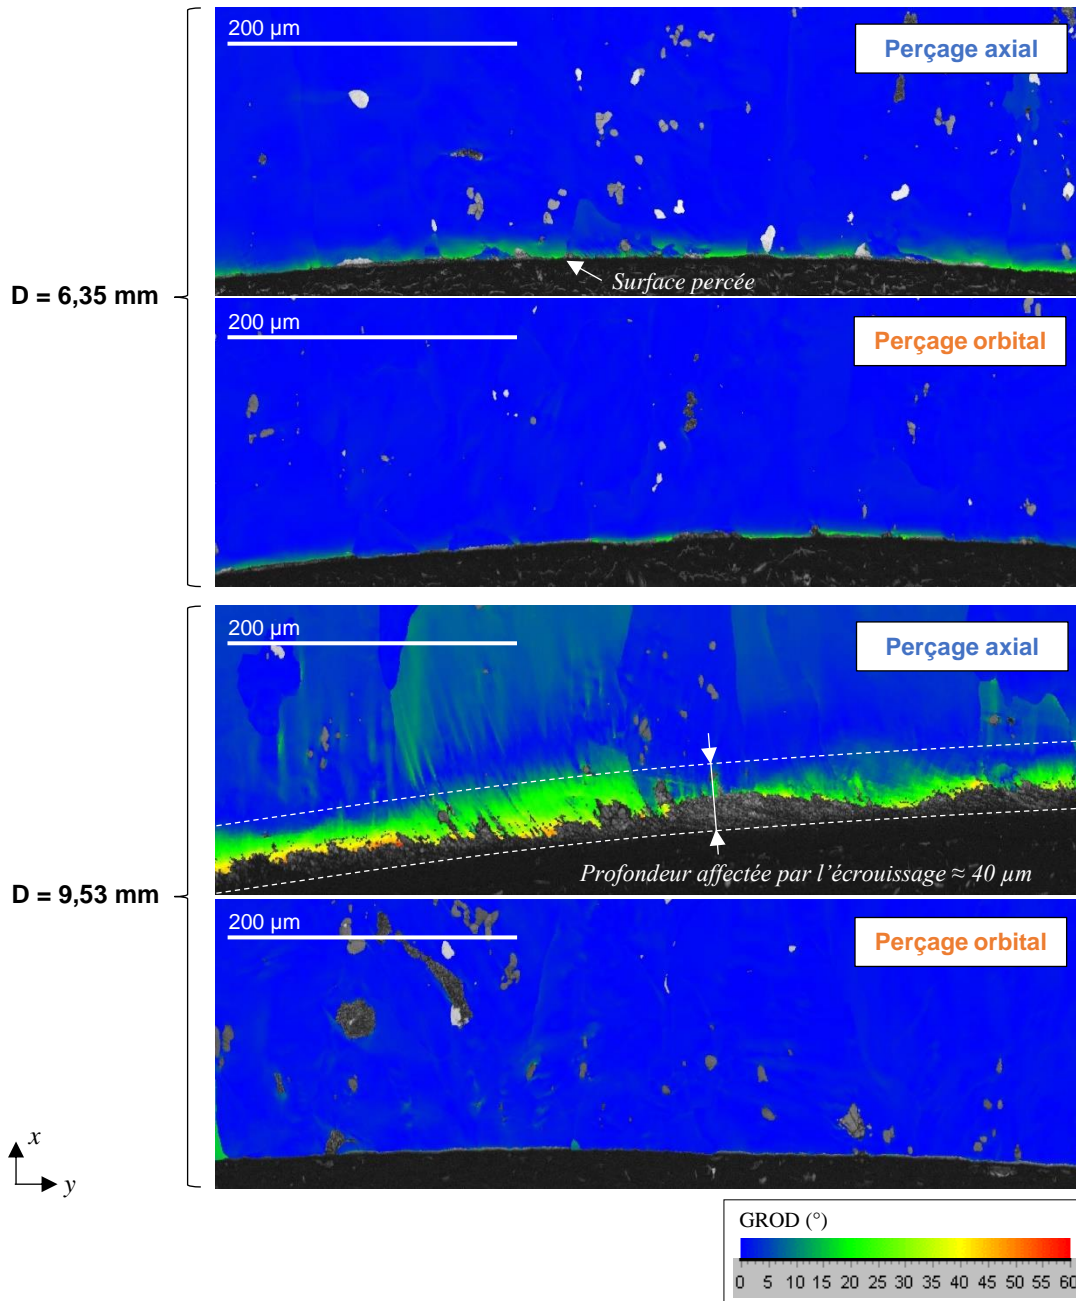 200 µm
Perçage axial
Surface percée
D = 6,35 mm
200 µm
Perçage orbital
200 µm
Perçage axial
Profondeur affectée par l’écrouissage ≈ 40 µm
D = 9,53 mm
200 µm
Perçage orbital
x
y
GROD (°)
0 5 10 15 20 25 30 35 40 45 50 55 60